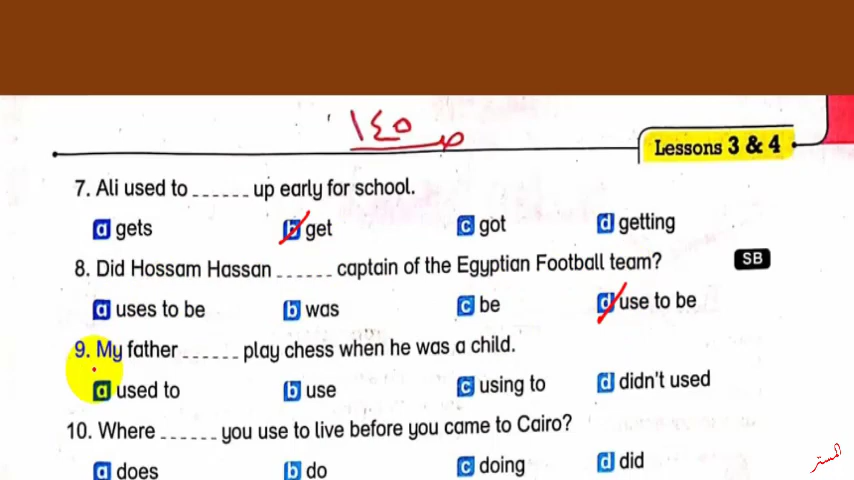 ص ١٤٥
Lessons 3 & 4
7. Ali used to ______ up early for school.
a gets b get c got d getting
8. Did Hossam Hassan ______ captain of the Egyptian Football team? SB
a uses to be b was c be d use to be
9. My father ______ play chess when he was a child.
a used to b use c using to d didn't used
10. Where ______ you use to live before you came to Cairo?
a does b do c doing d did
المستر